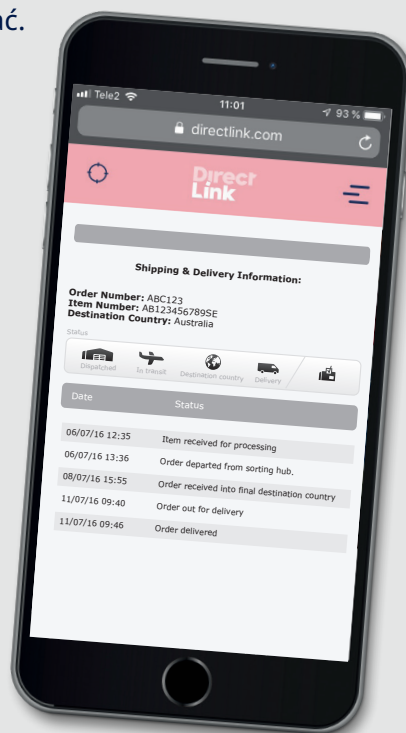 ać.
Tele2 11:01 93 %
directlink.com
Direct
Link
Shipping & Delivery Information:
Order Number: ABC123
Item Number: AB123456789SE
Destination Country: Australia
Status
Dispatched In transit Destination country Delivery
Date Status
06/07/16 12:35 Item received for processing
06/07/16 13:36 Order departed from sorting hub.
08/07/16 15:55 Order received into final destination country
11/07/16 09:40 Order out for delivery
11/07/16 09:46 Order delivered